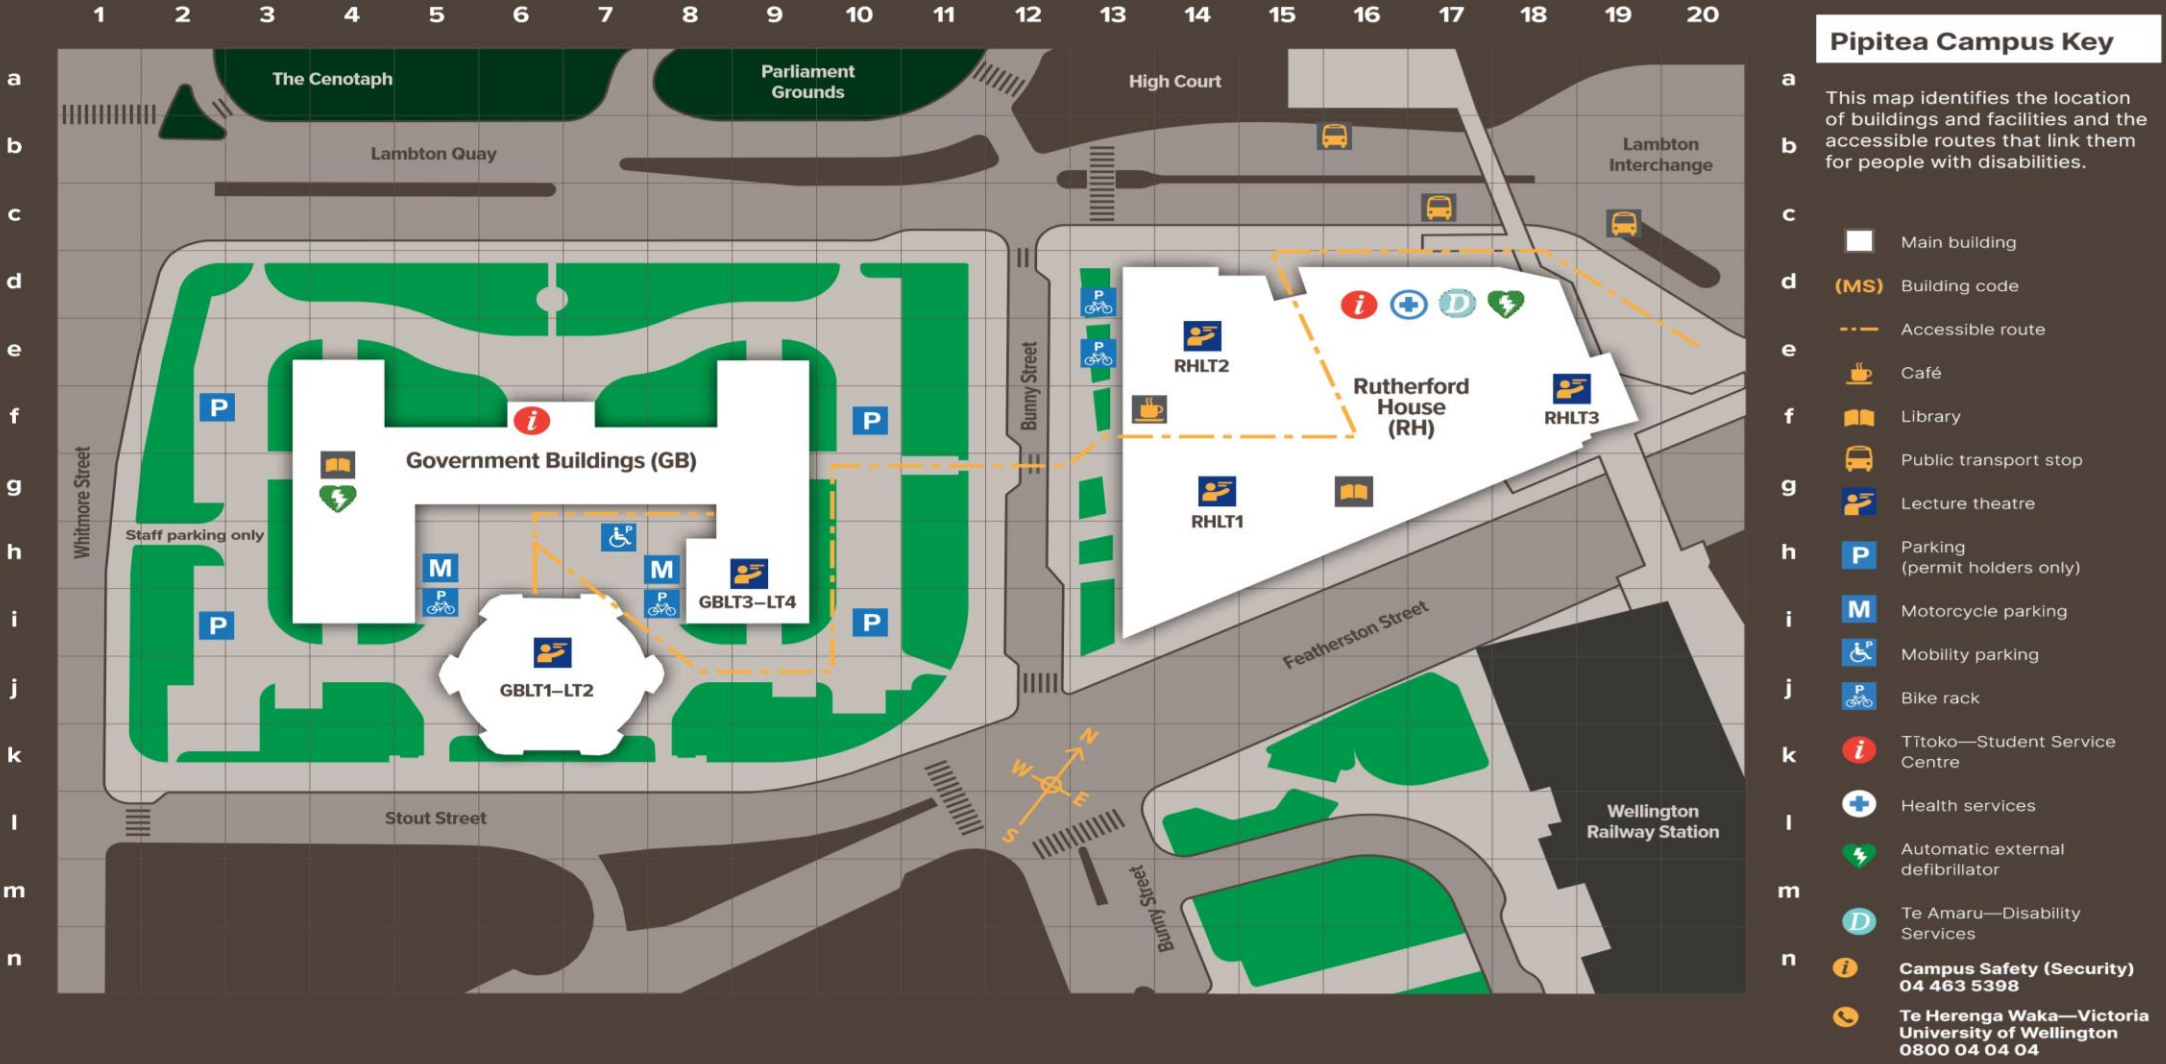 1 2 3 4 5 6 7 8 9 10 11 12 13 14 15 16 17 18 19 20
a
b
c
d
e
f
g
h
i
j
k
l
m
n
The Cenotaph
Parliament
Grounds
High Court
Lambton Quay
Lambton
Interchange
Whitmore Street
Bunny Street
P
P
RHLT2
Rutherford
House
(RH)
RHLT3
i
D
P
i
P
Government Buildings (GB)
RHLT1
Staff parking only
P
M
M
GBLT3–LT4
P
P
GBLT1–LT2
Featherston Street
N
W
E
S
Stout Street
Bunny Street
Wellington
Railway Station
a
b
c
d
e
f
g
h
i
j
k
l
m
n
Pipitea Campus Key
This map identifies the location
of buildings and facilities and the
accessible routes that link them
for people with disabilities.
Main building
(MS) Building code
Accessible route
Café
Library
Public transport stop
Lecture theatre
P Parking
(permit holders only)
M Motorcycle parking
P Mobility parking
P Bike rack
i Tītoko—Student Service
Centre
Health services
Automatic external
defibrillator
D Te Amaru—Disability
Services
i Campus Safety (Security)
04 463 5398
Te Herenga Waka—Victoria
University of Wellington
0800 04 04 04